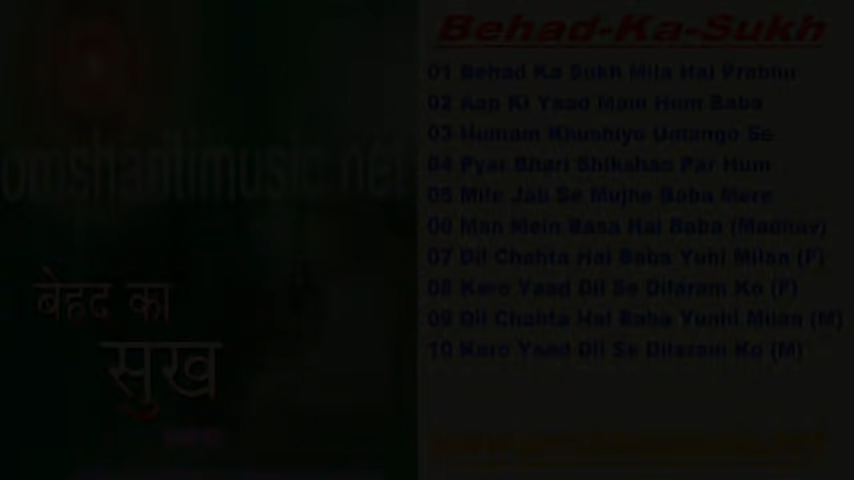 omshantimusic.net
बेहद का
सुख
Behad-Ka-Sukh
01 Behad Ka Sukh Mila Hai Prabhu
02 Aap Ki Yaad Mein Hum Baba
03 Humam Khushiyo Umango Se
04 Pyar Bhari Shikshan Par Hum
05 Mile Jab Se Mujhe Baba Mere
06 Man Mein Basa Hai Baba (Madhav)
07 Dil Chahta Hai Baba Yuhi Milan (F)
08 Karo Yaad Dil Se Dilaram Ko (F)
09 Dil Chahta Hai Baba Yunhi Milan (M)
10 Karo Yaad Dil Se Dilaram Ko (M)